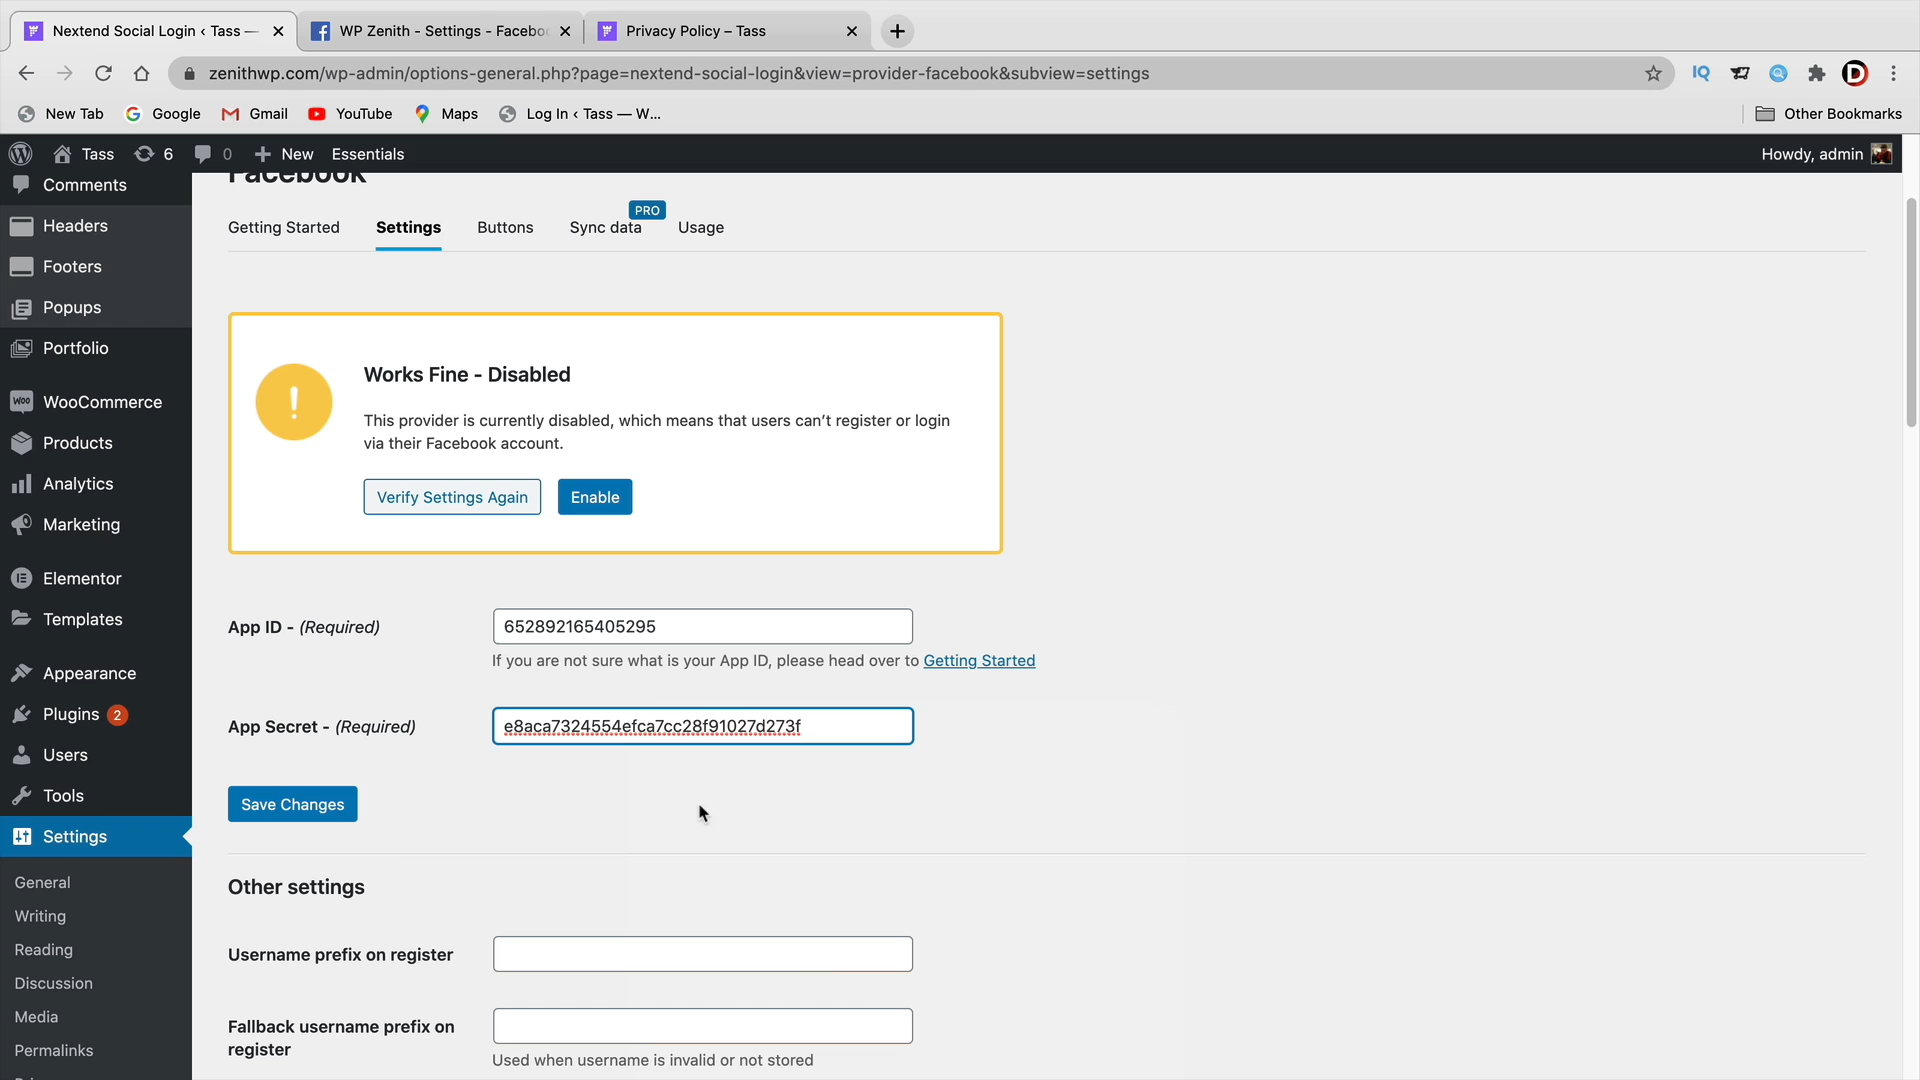 Nextend Social Login ‹ Tass —
WP Zenith - Settings - Facebo
Privacy Policy – Tass
zenithwp.com/wp-admin/options-general.php?page=nextend-social-login&view=provider-facebook&subview=settings
IQ
D
New Tab
Google
Gmail
YouTube
Maps
Log In ‹ Tass — W...
Other Bookmarks
Tass
6
0
New
Essentials
Howdy, admin
Comments
Headers
Footers
Popups
Portfolio
WooCommerce
Products
Analytics
Marketing
Elementor
Templates
Appearance
Plugins 2
Users
Tools
Settings
General
Writing
Reading
Discussion
Media
Permalinks
Facebook
Getting Started
Settings
Buttons
Sync data
PRO
Usage
Works Fine - Disabled
This provider is currently disabled, which means that users can’t register or login
via their Facebook account.
Verify Settings Again
Enable
App ID - (Required)
652892165405295
If you are not sure what is your App ID, please head over to Getting Started
App Secret - (Required)
e8aca7324554efca7cc28f91027d273f
Save Changes
Other settings
Username prefix on register
Fallback username prefix on
register
Used when username is invalid or not stored